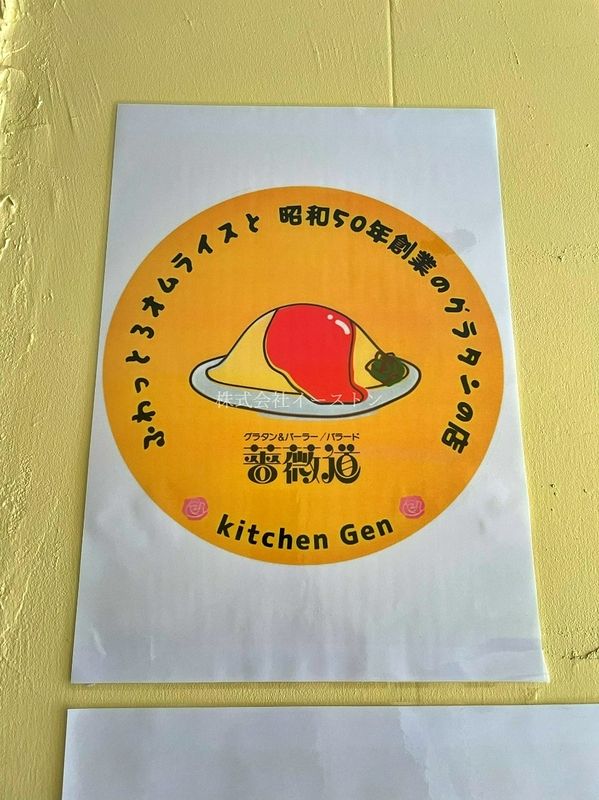 ふわっとろオムライスと 昭和50年創業のグラタンの店
株式会社イーストン
グラタン&パーラー/バラード
薔薇道
kitchen Gen